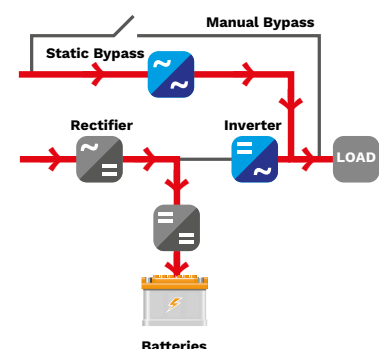 Manual Bypass
Static Bypass
Rectifier
Inverter
LOAD
Batteries